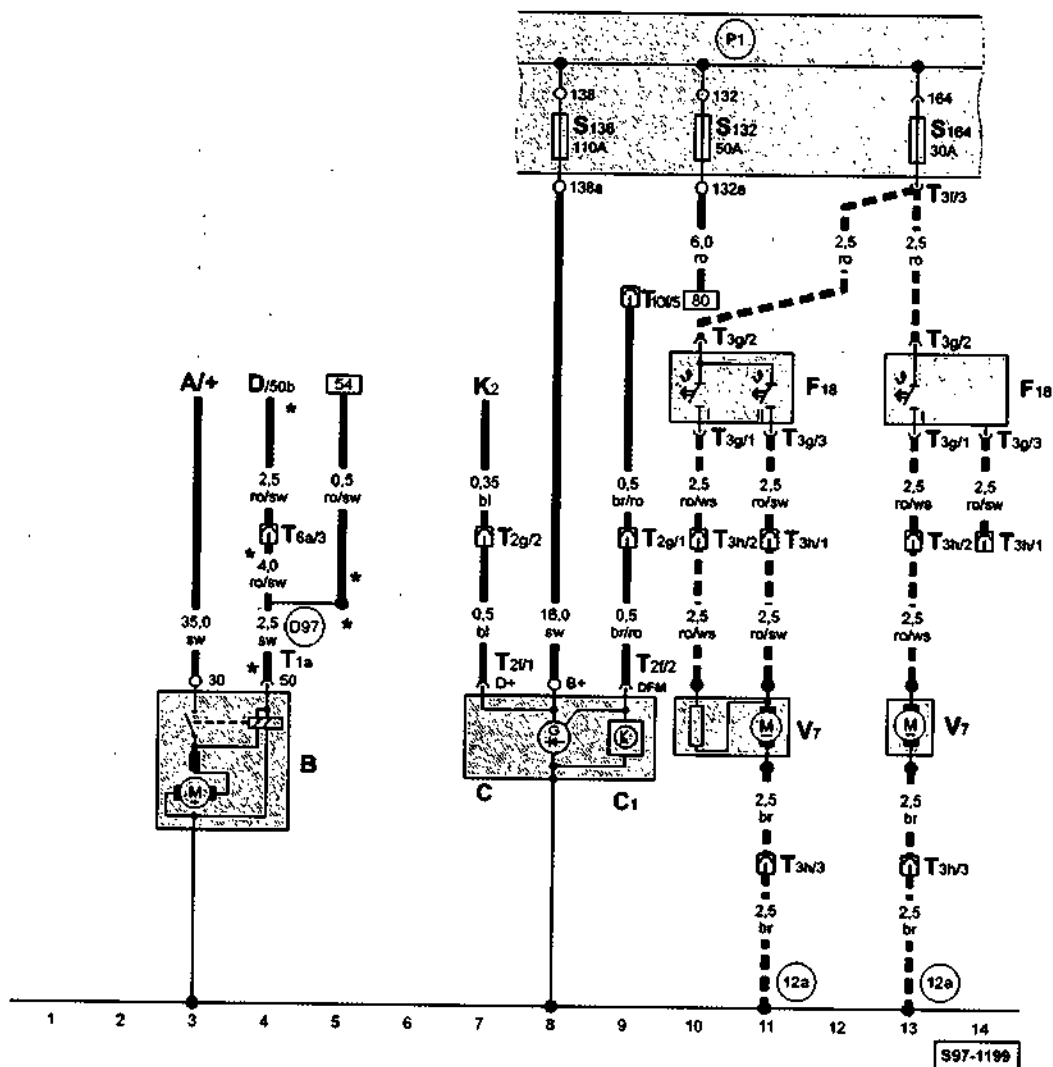 P1
138
132
164
S138
S132
S164
110A
50A
30A
138a
132a
T3f/3
6,0
ro
2,5
ro
2,5
ro
T10l/5
80
T3g/2
T3g/2
A/+
D/50b
54
K2
F18
F18
*
T3g/1
T3g/3
T3g/1
T3g/3
2,5
ro/sw
0,5
ro/sw
0,35
bl
0,5
br/ro
2,5
ro/ws
2,5
ro/sw
2,5
ro/ws
2,5
ro/sw
T6a/3
T2g/2
T2g/1
T3h/2
T3h/1
T3h/2
T3h/1
*
4,0
ro/sw
*
35,0
sw
2,5
sw
D97
*
0,5
bl
16,0
sw
0,5
br/ro
2,5
ro/ws
2,5
ro/sw
2,5
ro/ws
T1a
*
30
50
T2f/1
D+
B+
T2f/2
DFM
M
B
G
K
M
V7
M
V7
C
C1
2,5
br
2,5
br
T3h/3
T3h/3
2,5
br
2,5
br
12a
12a
1 2 3 4 5 6 7 8 9 10 11 12 13 14
S97-1199